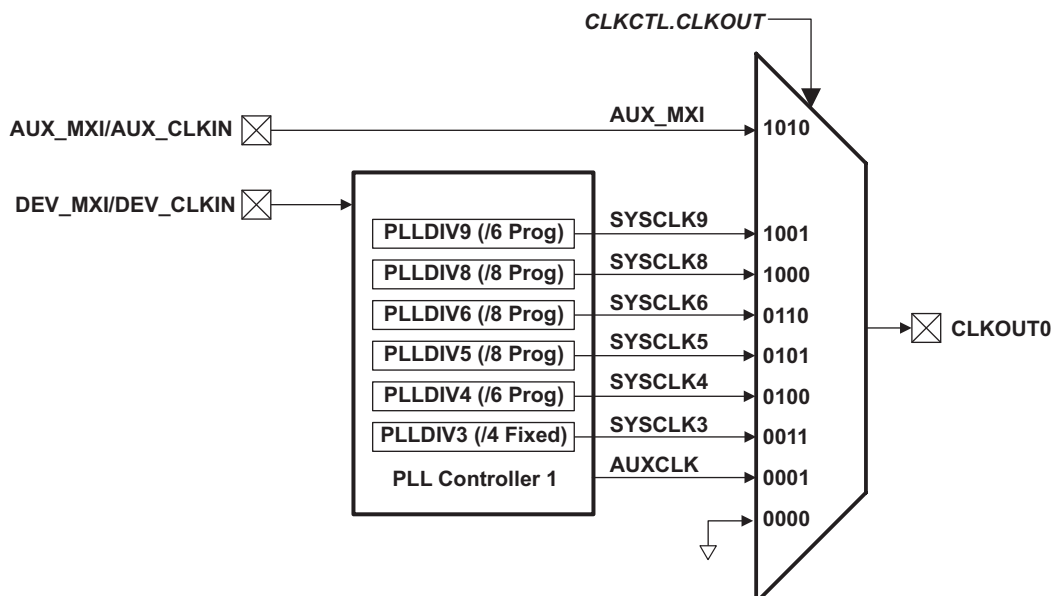 CLKCTL.CLKOUT
AUX_MXI/AUX_CLKIN
AUX_MXI
1010
DEV_MXI/DEV_CLKIN
PLLDIV9 (/6 Prog)
SYSCLK9
1001
PLLDIV8 (/8 Prog)
SYSCLK8
1000
PLLDIV6 (/8 Prog)
SYSCLK6
0110
CLKOUT0
PLLDIV5 (/8 Prog)
SYSCLK5
0101
PLLDIV4 (/6 Prog)
SYSCLK4
0100
PLLDIV3 (/4 Fixed)
SYSCLK3
0011
PLL Controller 1
AUXCLK
0001
0000